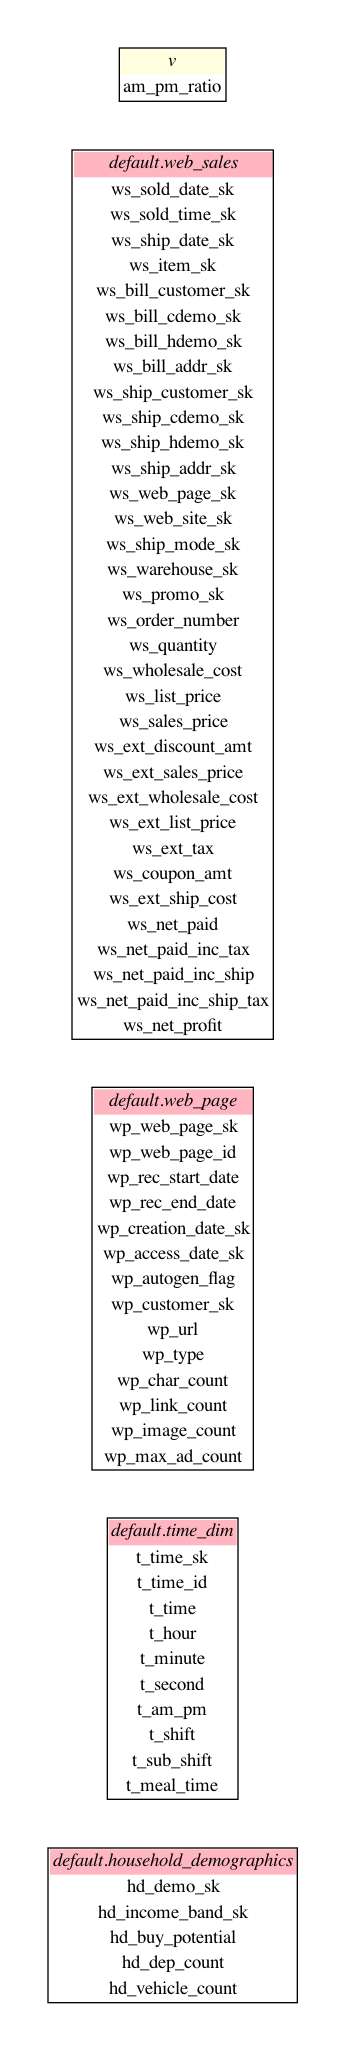 v
am_pm_ratio
default.web_sales
ws_sold_date_sk
ws_sold_time_sk
ws_ship_date_sk
ws_item_sk
ws_bill_customer_sk
ws_bill_cdemo_sk
ws_bill_hdemo_sk
ws_bill_addr_sk
ws_ship_customer_sk
ws_ship_cdemo_sk
ws_ship_hdemo_sk
ws_ship_addr_sk
ws_web_page_sk
ws_web_site_sk
ws_ship_mode_sk
ws_warehouse_sk
ws_promo_sk
ws_order_number
ws_quantity
ws_wholesale_cost
ws_list_price
ws_sales_price
ws_ext_discount_amt
ws_ext_sales_price
ws_ext_wholesale_cost
ws_ext_list_price
ws_ext_tax
ws_coupon_amt
ws_ext_ship_cost
ws_net_paid
ws_net_paid_inc_tax
ws_net_paid_inc_ship
ws_net_paid_inc_ship_tax
ws_net_profit
default.web_page
wp_web_page_sk
wp_web_page_id
wp_rec_start_date
wp_rec_end_date
wp_creation_date_sk
wp_access_date_sk
wp_autogen_flag
wp_customer_sk
wp_url
wp_type
wp_char_count
wp_link_count
wp_image_count
wp_max_ad_count
default.time_dim
t_time_sk
t_time_id
t_time
t_hour
t_minute
t_second
t_am_pm
t_shift
t_sub_shift
t_meal_time
default.household_demographics
hd_demo_sk
hd_income_band_sk
hd_buy_potential
hd_dep_count
hd_vehicle_count